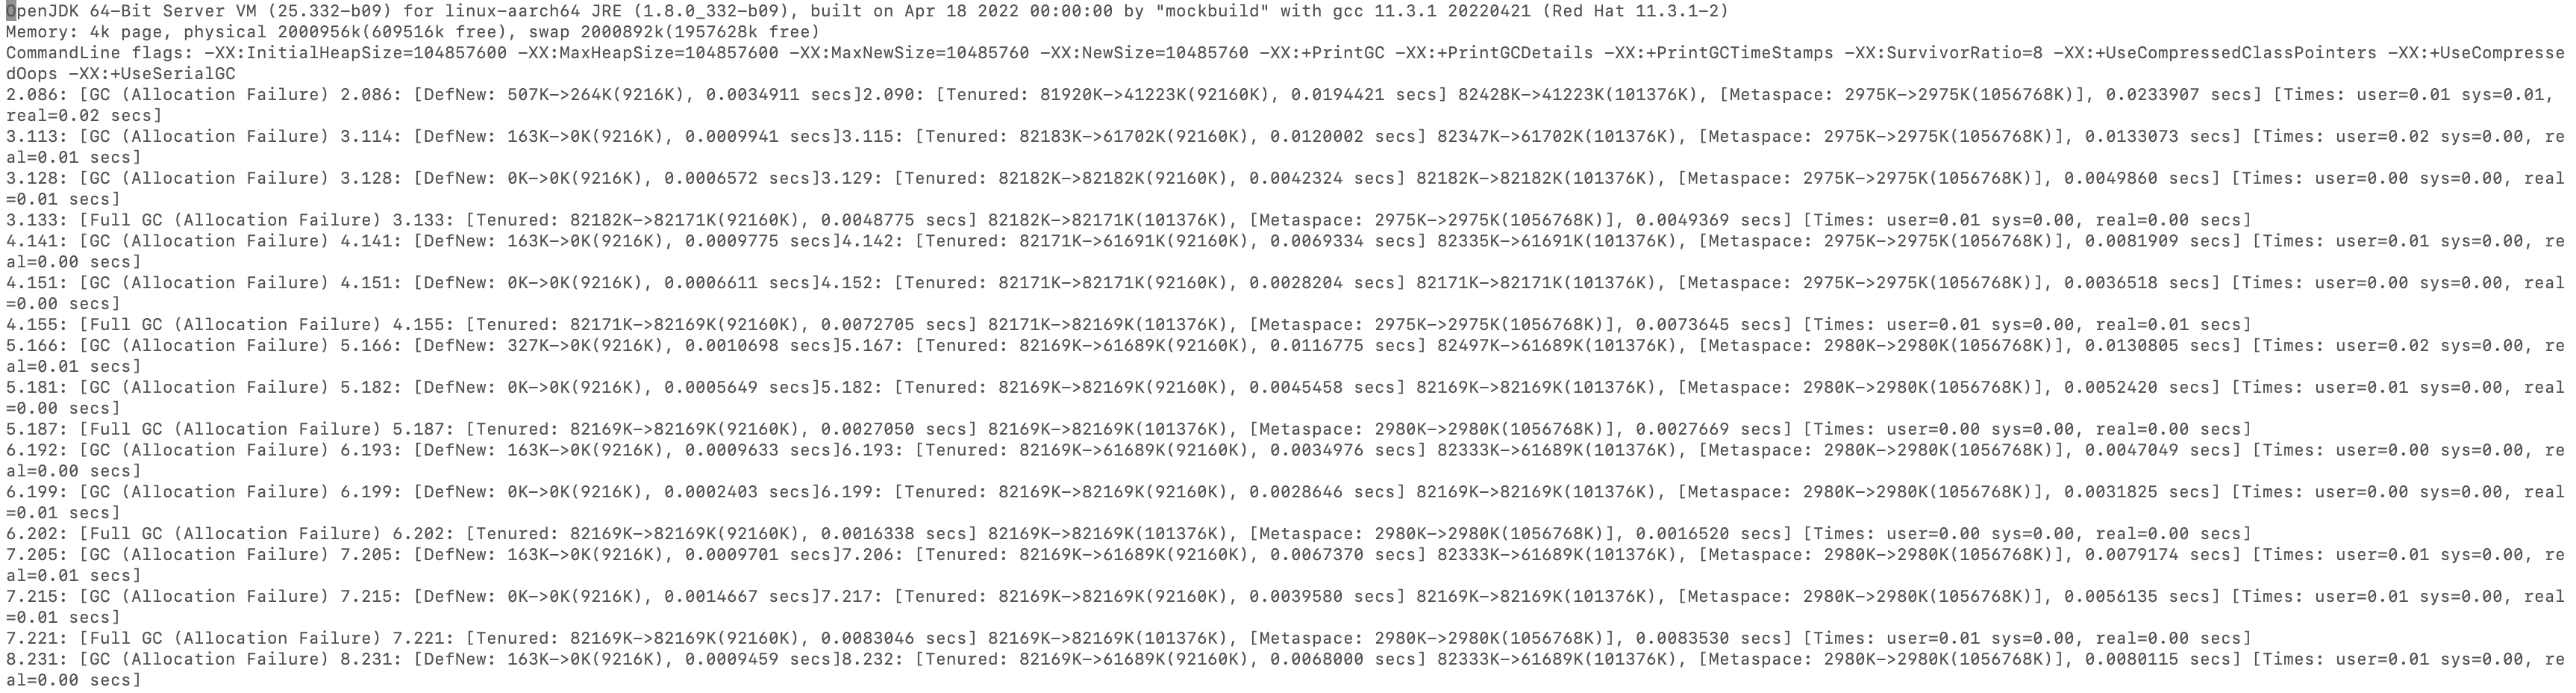 OpenJDK 64-Bit Server VM (25.332-b09) for linux-aarch64 JRE (1.8.0_332-b09), built on Apr 18 2022 00:00:00 by "mockbuild" with gcc 11.3.1 20220421 (Red Hat 11.3.1-2)
Memory: 4k page, physical 2000956k(609516k free), swap 2000892k(1957628k free)
CommandLine flags: -XX:InitialHeapSize=104857600 -XX:MaxHeapSize=104857600 -XX:MaxNewSize=10485760 -XX:NewSize=10485760 -XX:+PrintGC -XX:+PrintGCDetails -XX:+PrintGCTimeStamps -XX:SurvivorRatio=8 -XX:+UseCompressedClassPointers -XX:+UseCompresse
dOops -XX:+UseSerialGC
2.086: [GC (Allocation Failure) 2.086: [DefNew: 507K->264K(9216K), 0.0034911 secs]2.090: [Tenured: 81920K->41223K(92160K), 0.0194421 secs] 82428K->41223K(101376K), [Metaspace: 2975K->2975K(1056768K)], 0.0233907 secs] [Times: user=0.01 sys=0.01, 
real=0.02 secs]
3.113: [GC (Allocation Failure) 3.114: [DefNew: 163K->0K(9216K), 0.0009941 secs]3.115: [Tenured: 82183K->61702K(92160K), 0.0120002 secs] 82347K->61702K(101376K), [Metaspace: 2975K->2975K(1056768K)], 0.0133073 secs] [Times: user=0.02 sys=0.00, re
al=0.01 secs]
3.128: [GC (Allocation Failure) 3.128: [DefNew: 0K->0K(9216K), 0.0006572 secs]3.129: [Tenured: 82182K->82182K(92160K), 0.0042324 secs] 82182K->82182K(101376K), [Metaspace: 2975K->2975K(1056768K)], 0.0049860 secs] [Times: user=0.00 sys=0.00, real
=0.01 secs]
3.133: [Full GC (Allocation Failure) 3.133: [Tenured: 82182K->82171K(92160K), 0.0048775 secs] 82182K->82171K(101376K), [Metaspace: 2975K->2975K(1056768K)], 0.0049369 secs] [Times: user=0.01 sys=0.00, real=0.00 secs]
4.141: [GC (Allocation Failure) 4.141: [DefNew: 163K->0K(9216K), 0.0009775 secs]4.142: [Tenured: 82171K->61691K(92160K), 0.0069334 secs] 82335K->61691K(101376K), [Metaspace: 2975K->2975K(1056768K)], 0.0081909 secs] [Times: user=0.01 sys=0.00, re
al=0.00 secs]
4.151: [GC (Allocation Failure) 4.151: [DefNew: 0K->0K(9216K), 0.0006611 secs]4.152: [Tenured: 82171K->82171K(92160K), 0.0028204 secs] 82171K->82171K(101376K), [Metaspace: 2975K->2975K(1056768K)], 0.0036518 secs] [Times: user=0.00 sys=0.00, real
=0.00 secs]
4.155: [Full GC (Allocation Failure) 4.155: [Tenured: 82171K->82169K(92160K), 0.0072705 secs] 82171K->82169K(101376K), [Metaspace: 2975K->2975K(1056768K)], 0.0073645 secs] [Times: user=0.01 sys=0.00, real=0.01 secs]
5.166: [GC (Allocation Failure) 5.166: [DefNew: 327K->0K(9216K), 0.0010698 secs]5.167: [Tenured: 82169K->61689K(92160K), 0.0116775 secs] 82497K->61689K(101376K), [Metaspace: 2980K->2980K(1056768K)], 0.0130805 secs] [Times: user=0.02 sys=0.00, re
al=0.01 secs]
5.181: [GC (Allocation Failure) 5.182: [DefNew: 0K->0K(9216K), 0.0005649 secs]5.182: [Tenured: 82169K->82169K(92160K), 0.0045458 secs] 82169K->82169K(101376K), [Metaspace: 2980K->2980K(1056768K)], 0.0052420 secs] [Times: user=0.01 sys=0.00, real
=0.00 secs]
5.187: [Full GC (Allocation Failure) 5.187: [Tenured: 82169K->82169K(92160K), 0.0027050 secs] 82169K->82169K(101376K), [Metaspace: 2980K->2980K(1056768K)], 0.0027669 secs] [Times: user=0.00 sys=0.00, real=0.00 secs]
6.192: [GC (Allocation Failure) 6.193: [DefNew: 163K->0K(9216K), 0.0009633 secs]6.193: [Tenured: 82169K->61689K(92160K), 0.0034976 secs] 82333K->61689K(101376K), [Metaspace: 2980K->2980K(1056768K)], 0.0047049 secs] [Times: user=0.00 sys=0.00, re
al=0.00 secs]
6.199: [GC (Allocation Failure) 6.199: [DefNew: 0K->0K(9216K), 0.0002403 secs]6.199: [Tenured: 82169K->82169K(92160K), 0.0028646 secs] 82169K->82169K(101376K), [Metaspace: 2980K->2980K(1056768K)], 0.0031825 secs] [Times: user=0.00 sys=0.00, real
=0.01 secs]
6.202: [Full GC (Allocation Failure) 6.202: [Tenured: 82169K->82169K(92160K), 0.0016338 secs] 82169K->82169K(101376K), [Metaspace: 2980K->2980K(1056768K)], 0.0016520 secs] [Times: user=0.00 sys=0.00, real=0.00 secs]
7.205: [GC (Allocation Failure) 7.205: [DefNew: 163K->0K(9216K), 0.0009701 secs]7.206: [Tenured: 82169K->61689K(92160K), 0.0067370 secs] 82333K->61689K(101376K), [Metaspace: 2980K->2980K(1056768K)], 0.0079174 secs] [Times: user=0.01 sys=0.00, re
al=0.01 secs]
7.215: [GC (Allocation Failure) 7.215: [DefNew: 0K->0K(9216K), 0.0014667 secs]7.217: [Tenured: 82169K->82169K(92160K), 0.0039580 secs] 82169K->82169K(101376K), [Metaspace: 2980K->2980K(1056768K)], 0.0056135 secs] [Times: user=0.01 sys=0.00, real
=0.01 secs]
7.221: [Full GC (Allocation Failure) 7.221: [Tenured: 82169K->82169K(92160K), 0.0083046 secs] 82169K->82169K(101376K), [Metaspace: 2980K->2980K(1056768K)], 0.0083530 secs] [Times: user=0.01 sys=0.00, real=0.00 secs]
8.231: [GC (Allocation Failure) 8.231: [DefNew: 163K->0K(9216K), 0.0009459 secs]8.232: [Tenured: 82169K->61689K(92160K), 0.0068000 secs] 82333K->61689K(101376K), [Metaspace: 2980K->2980K(1056768K)], 0.0080115 secs] [Times: user=0.01 sys=0.00, re
al=0.00 secs]